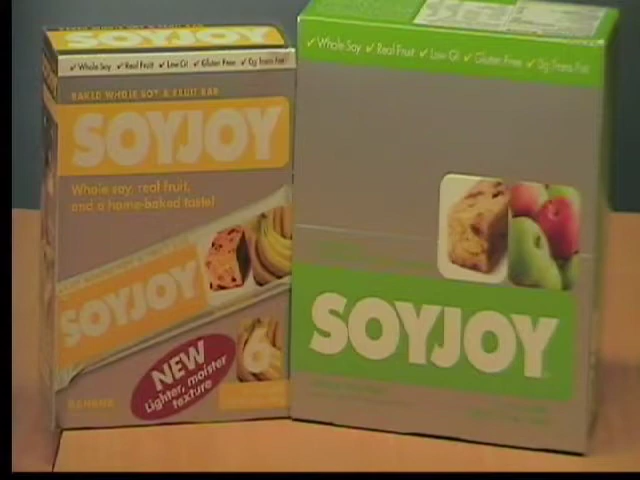 SOYJOY
✓Whole Soy ✓Real Fruit ✓Low GI ✓Gluten Free ✓0g Trans Fat
BAKED WHOLE SOY & FRUIT BAR
SOYJOY
Whole soy, real fruit,
and a home-baked taste!
SOYJOY
NEW
Lighter, moister
texture
BANANA
6
✓Whole Soy ✓Real Fruit ✓Low GI ✓Gluten Free ✓0g Trans Fat
SOYJOY